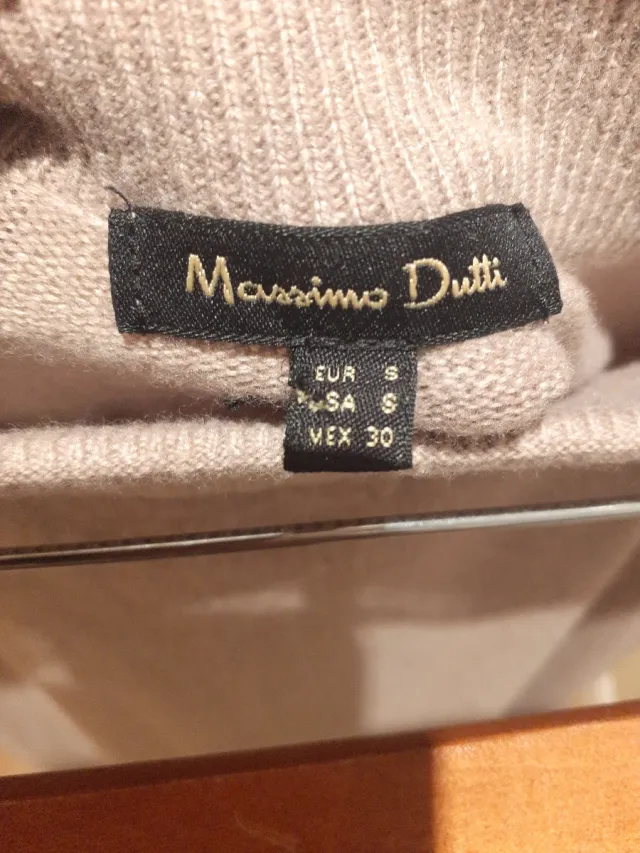 Massimo Dutti
EUR S
USA S
MEX 30